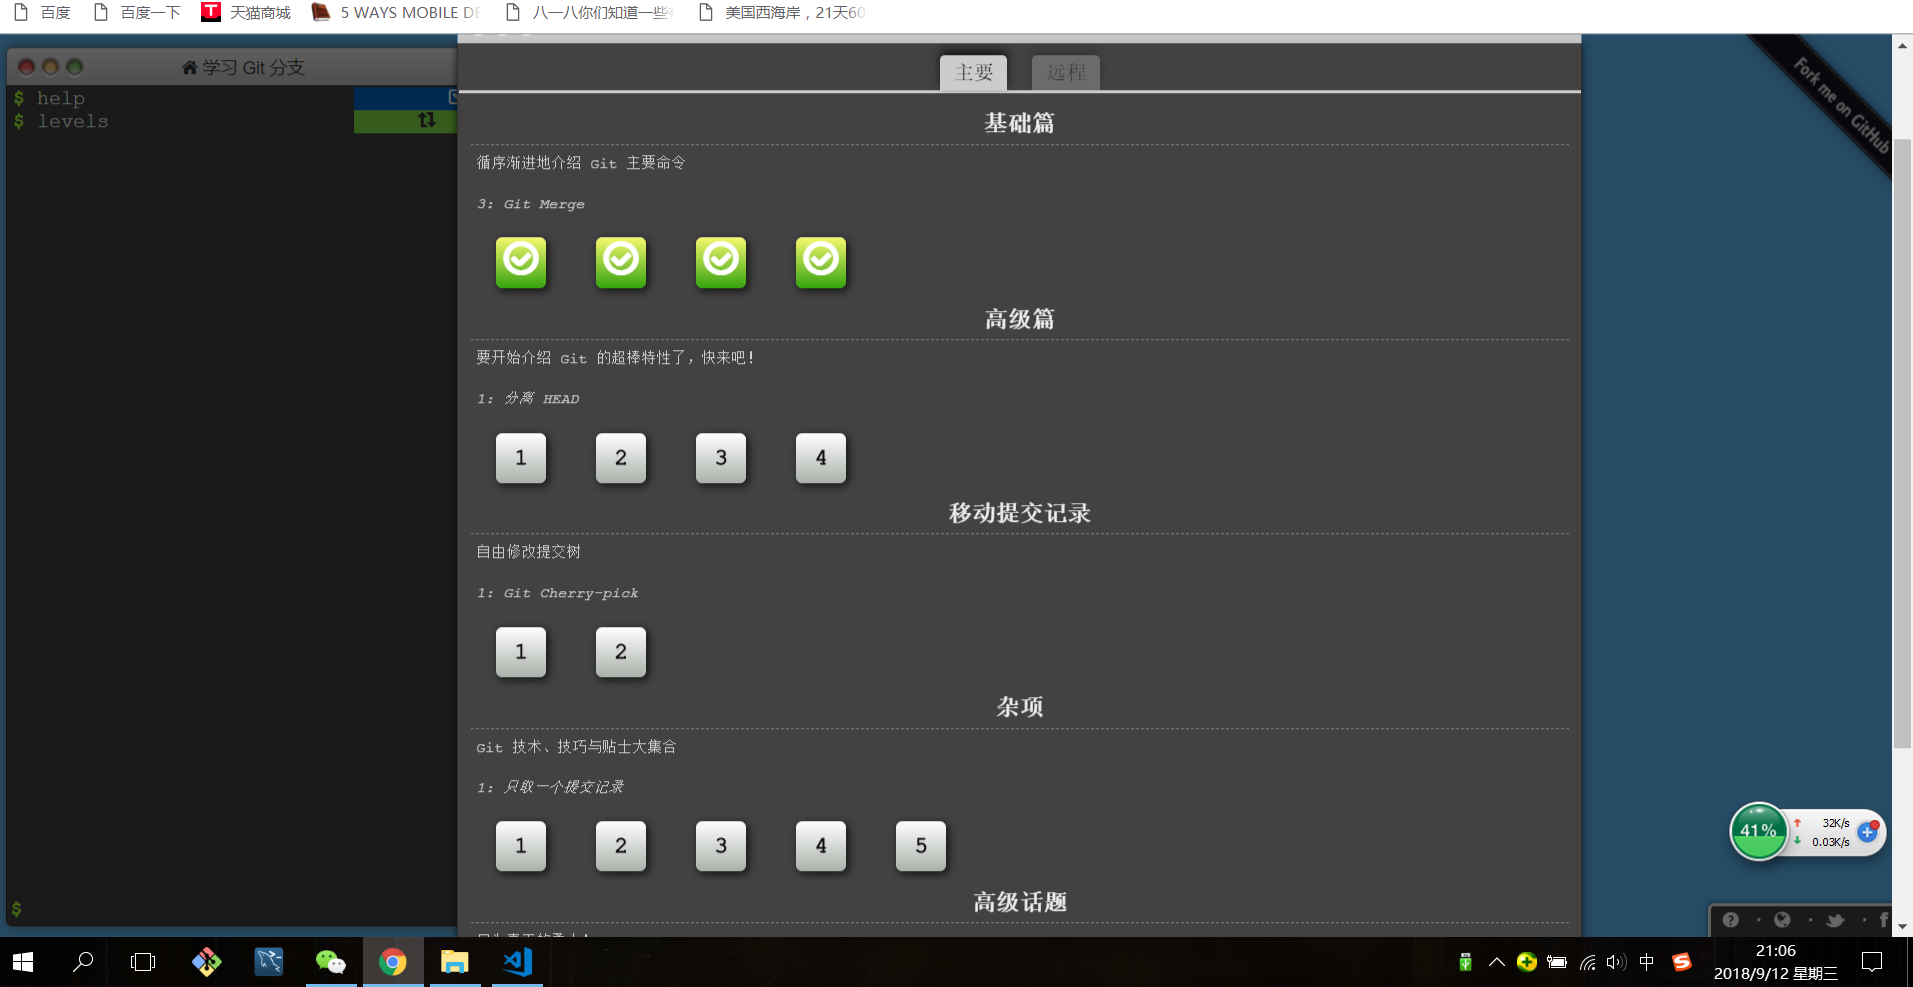 百度
百度一下
T
天猫商城
5 WAYS MOBILE DE
八一八你们知道一些
美国西海岸，21天60
学习 Git 分支
$ help
$ levels
$
主要
远程
基础篇
循序渐进地介绍 Git 主要命令
3: Git Merge
高级篇
要开始介绍 Git 的超棒特性了，快来吧！
1: 分离 HEAD
1 2 3 4
移动提交记录
自由修改提交树
1: Git Cherry-pick
1 2
杂项
Git 技术、技巧与贴士大集合
1: 只取一个提交记录
1 2 3 4 5
高级话题
Fork me on GitHub
41%
32K/s
0.03K/s
中
21:06
2018/9/12 星期三